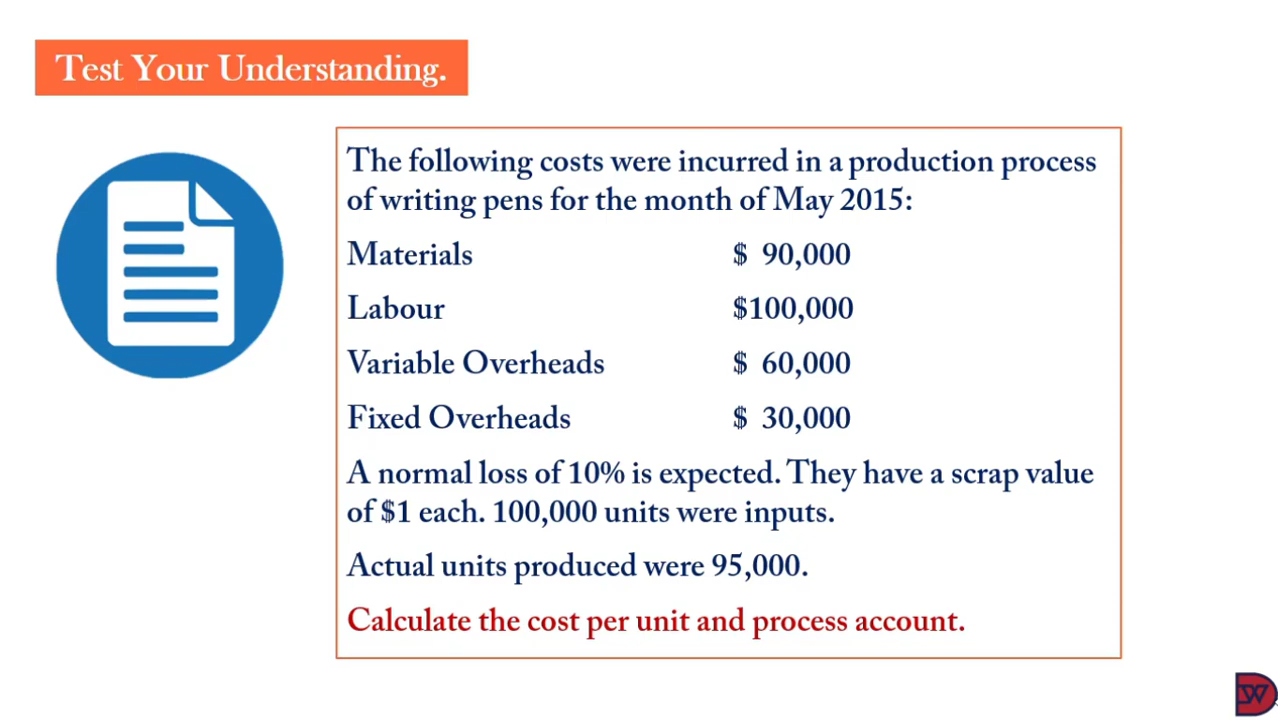 Test Your Understanding.
The following costs were incurred in a production process
of writing pens for the month of May 2015:
Materials $ 90,000
Labour $100,000
Variable Overheads $ 60,000
Fixed Overheads $ 30,000
A normal loss of 10% is expected. They have a scrap value
of $1 each. 100,000 units were inputs.
Actual units produced were 95,000.
Calculate the cost per unit and process account.
DW